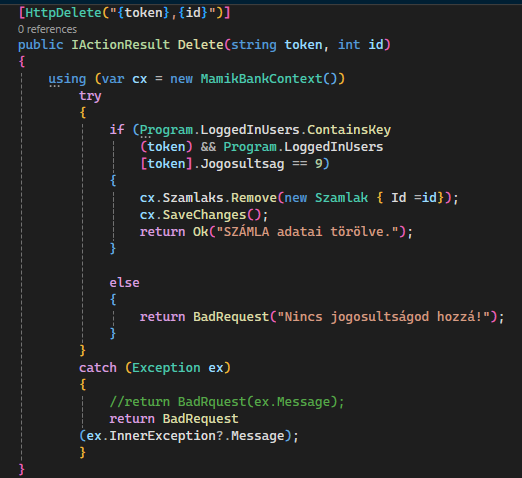 [HttpDelete("{token},{id}")]
0 references
public IActionResult Delete(string token, int id)
{
using (var cx = new MamikBankContext())
try
{
if (Program.LoggedInUsers.ContainsKey
(token) && Program.LoggedInUsers
[token].Jogosultsag == 9)
{
cx.Szamlaks.Remove(new Szamlak { Id =id});
cx.SaveChanges();
return Ok("SZÁMLA adatai törölve.");
}
else
{
return BadRequest("Nincs jogosultságod hozzá!");
}
}
catch (Exception ex)
{
//return BadRquest(ex.Message);
return BadRequest
(ex.InnerException?.Message);
}
}